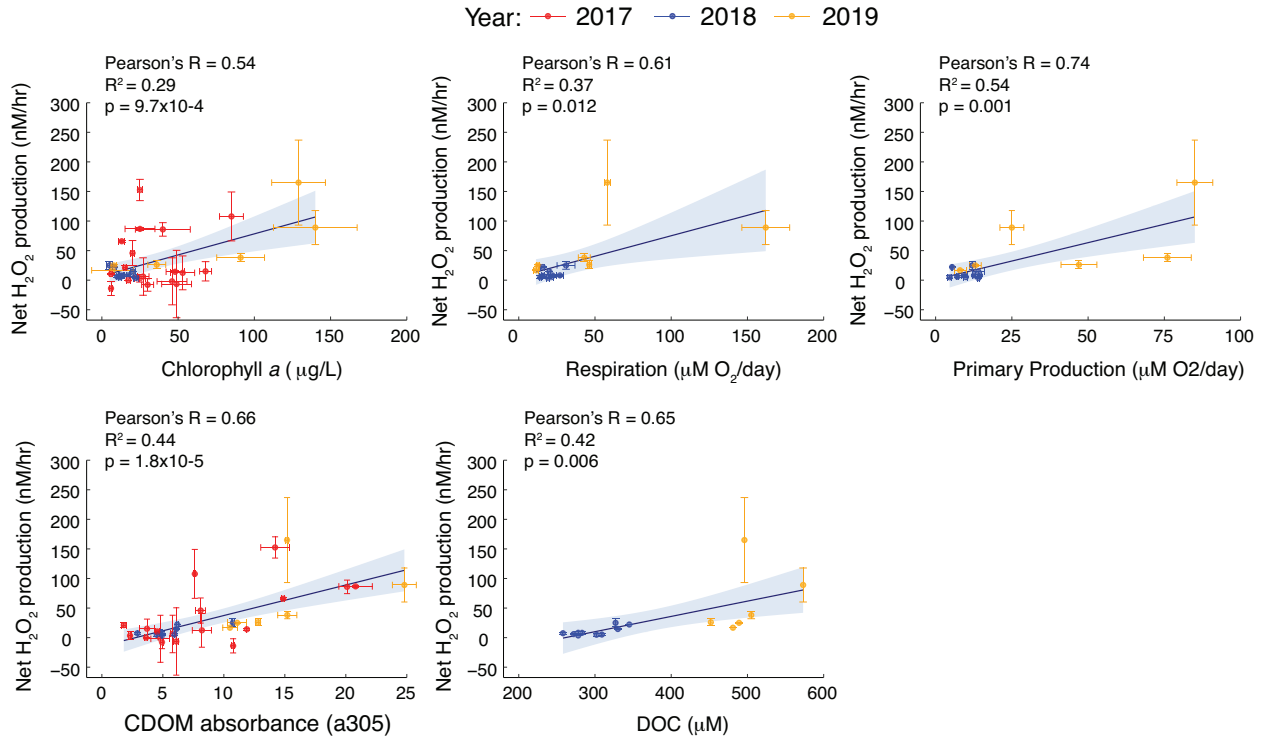 Year: 2017 2018 2019
Pearson's R = 0.54
R² = 0.29
p = 9.7x10-4
Net H₂O₂ production (nM/hr)
300
250
200
150
100
50
0
−50
0 50 100 150 200
Chlorophyll a ( μg/L)
Pearson's R = 0.61
R² = 0.37
p = 0.012
Net H₂O₂ production (nM/hr)
300
250
200
150
100
50
0
−50
0 50 100 150 200
Respiration (μM O₂/day)
Pearson's R = 0.74
R² = 0.54
p = 0.001
Net H₂O₂ production (nM/hr)
300
250
200
150
100
50
0
−50
0 25 50 75 100
Primary Production (μM O2/day)
Pearson's R = 0.66
R² = 0.44
p = 1.8x10-5
Net H₂O₂ production (nM/hr)
300
250
200
150
100
50
0
−50
0 5 10 15 20 25
CDOM absorbance (a305)
Pearson's R = 0.65
R² = 0.42
p = 0.006
Net H₂O₂ production (nM/hr)
300
250
200
150
100
50
0
−50
200 300 400 500 600
DOC (μM)